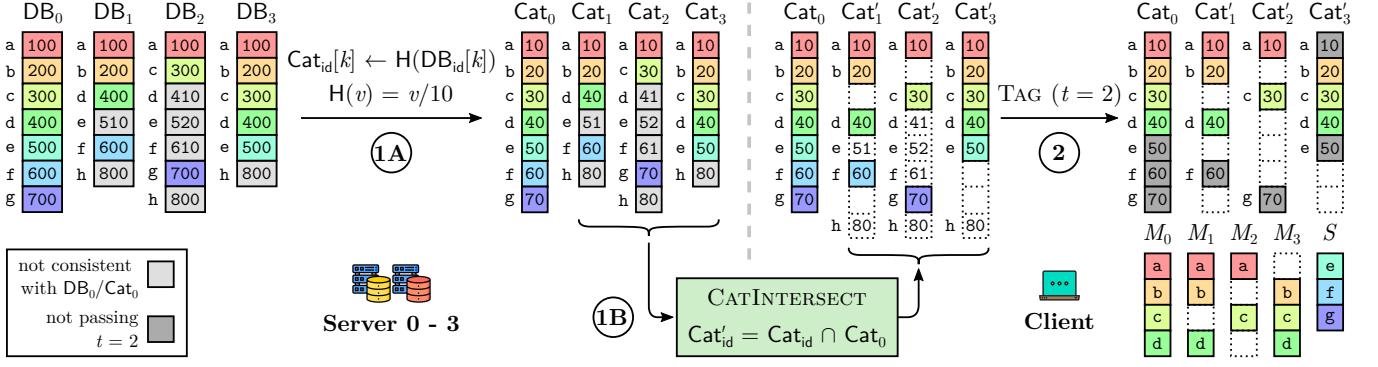 DB₀
a 100
b 200
c 300
d 400
e 500
f 600
g 700
DB₁
a 100
b 200
d 400
e 510
f 600
h 800
DB₂
a 100
c 300
d 410
e 520
f 610
g 700
h 800
DB₃
a 100
b 200
c 300
d 400
e 500
h 800
Cat_id[k] ← H(DB_id[k])
H(v) = v/10
1A
Cat₀
a 10
b 20
c 30
d 40
e 50
f 60
g 70
Cat₁
a 10
b 20
d 40
e 51
f 60
h 80
Cat₂
a 10
c 30
d 41
e 52
f 61
g 70
h 80
Cat₃
a 10
b 20
c 30
d 40
e 50
h 80
Cat₀
a 10
b 20
c 30
d 40
e 50
f 60
g 70
Cat′₁
a 10
b 20
d 40
e 51
f 60
h 80
Cat′₂
a 10
c 30
d 41
e 52
f 61
g 70
h 80
Cat′₃
a 10
b 20
c 30
d 40
e 50
h 80
TAG (t = 2)
2
Cat₀
a 10
b 20
c 30
d 40
e 50
f 60
g 70
Cat′₁
a 10
b 20
d 40
f 60
Cat′₂
a 10
c 30
g 70
Cat′₃
a 10
b 20
c 30
d 40
e 50
not consistent
with DB₀/Cat₀
not passing
t = 2
Server 0 - 3
1B
CATINTERSECT
Cat′_id = Cat_id ∩ Cat₀
Client
M₀ M₁ M₂ M₃ S
a a a e
b b b f
c c c g
d d d